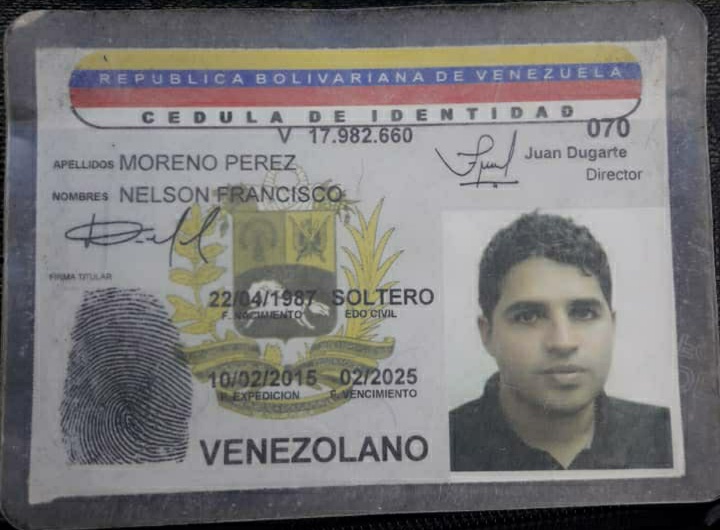 REPUBLICA BOLIVARIANA DE VENEZUELA
CEDULA DE IDENTIDAD
V 17.982.660
070
Juan Dugarte
Director
APELLIDOS MORENO PEREZ
NOMBRES NELSON FRANCISCO
FIRMA TITULAR
22/04/1987 SOLTERO
F. NACIMIENTO EDO CIVIL
10/02/2015 02/2025
F. EXPEDICION F. VENCIMIENTO
VENEZOLANO